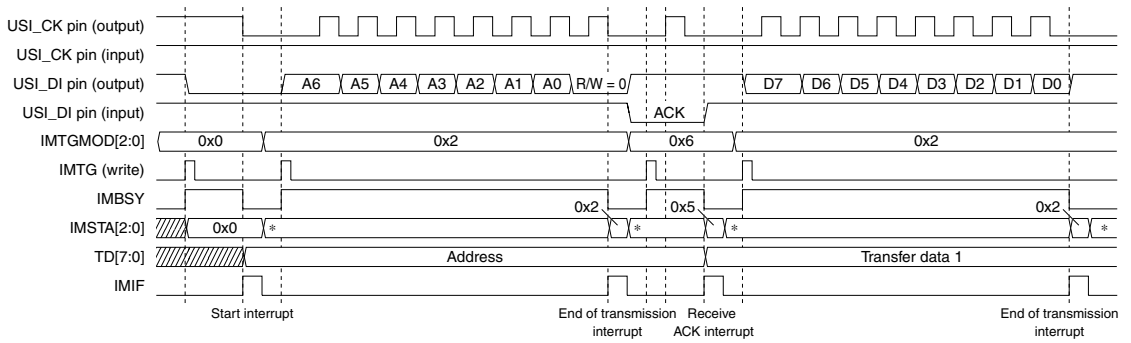 USI_CK pin (output)
USI_CK pin (input)
USI_DI pin (output) A6 A5 A4 A3 A2 A1 A0 R/W = 0 D7 D6 D5 D4 D3 D2 D1 D0
USI_DI pin (input) ACK
IMTGMOD[2:0] 0x0 0x2 0x6 0x2
IMTG (write)
IMBSY
0x2 0x5 0x2
IMSTA[2:0] 0x0 * * * *
TD[7:0] Address Transfer data 1
IMIF
Start interrupt End of transmission Receive End of transmission
interrupt ACK interrupt interrupt